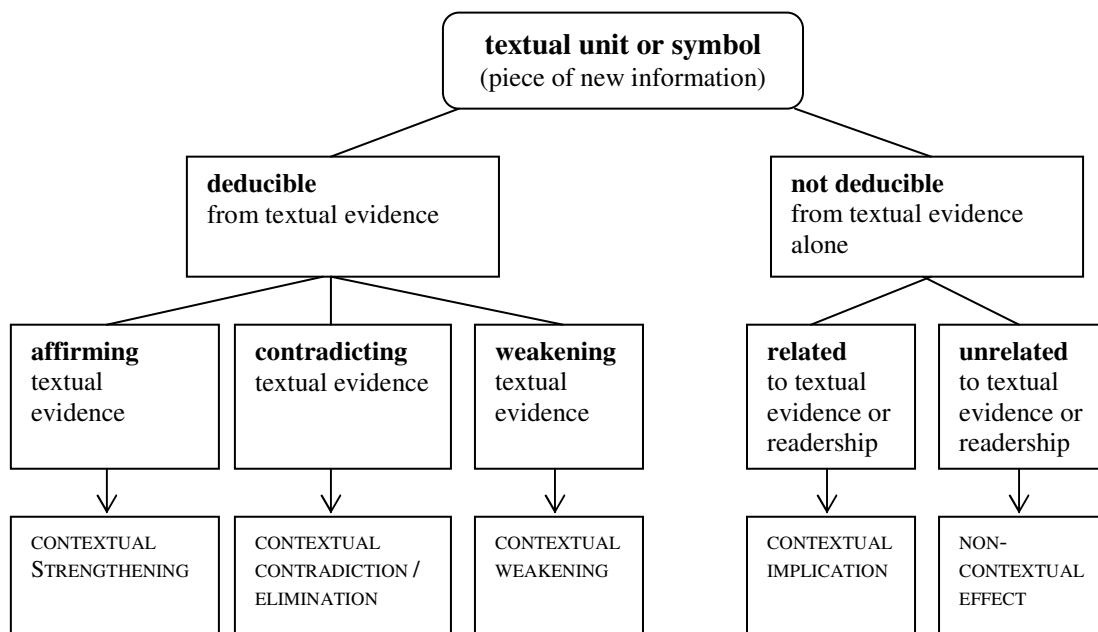 textual unit or symbol
(piece of new information)
deducible
from textual evidence
not deducible
from textual evidence
alone
affirming
textual
evidence
contradicting
textual evidence
weakening
textual
evidence
related
to textual
evidence or
readership
unrelated
to textual
evidence or
readership
CONTEXTUAL
STRENGTHENING
CONTEXTUAL
CONTRADICTION /
ELIMINATION
CONTEXTUAL
WEAKENING
CONTEXTUAL
IMPLICATION
NON-
CONTEXTUAL
EFFECT